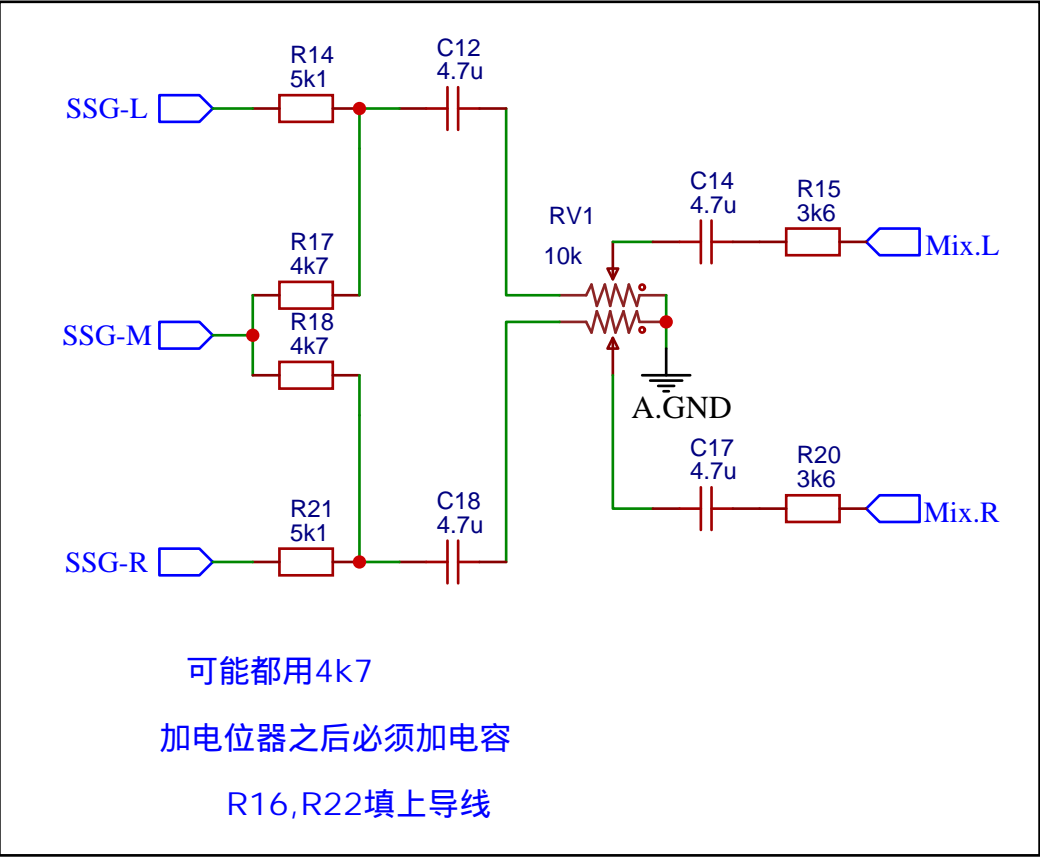 R14
5k1
C12
4.7u
SSG-L
C14
4.7u
R15
3k6
RV1
10k
Mix.L
R17
4k7
R18
4k7
SSG-M
A.GND
C17
4.7u
R20
3k6
Mix.R
R21
5k1
C18
4.7u
SSG-R
可能都用4k7
加电位器之后必须加电容
R16,R22填上导线